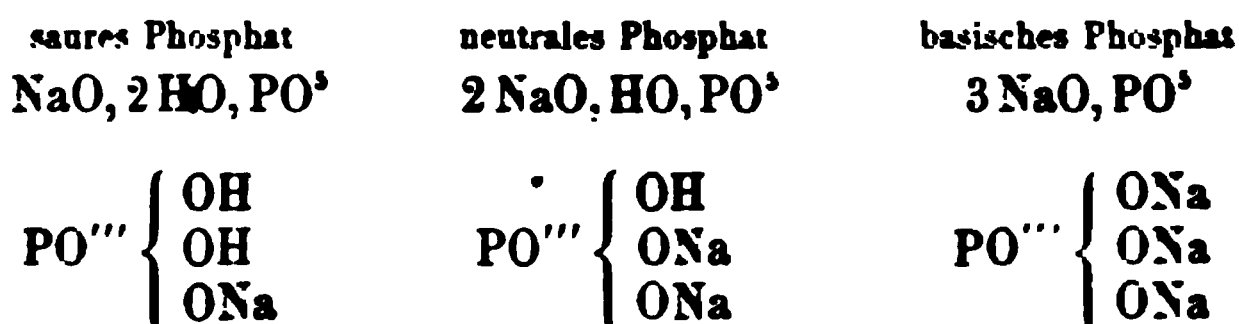 saures Phosphat neutrales Phosphat basisches Phosphat
NaO, 2 HO, PO⁵ 2 NaO, HO, PO⁵ 3 NaO, PO⁵
OH OH ONa
PO''' { OH PO''' { ONa PO''' { ONa
ONa ONa ONa